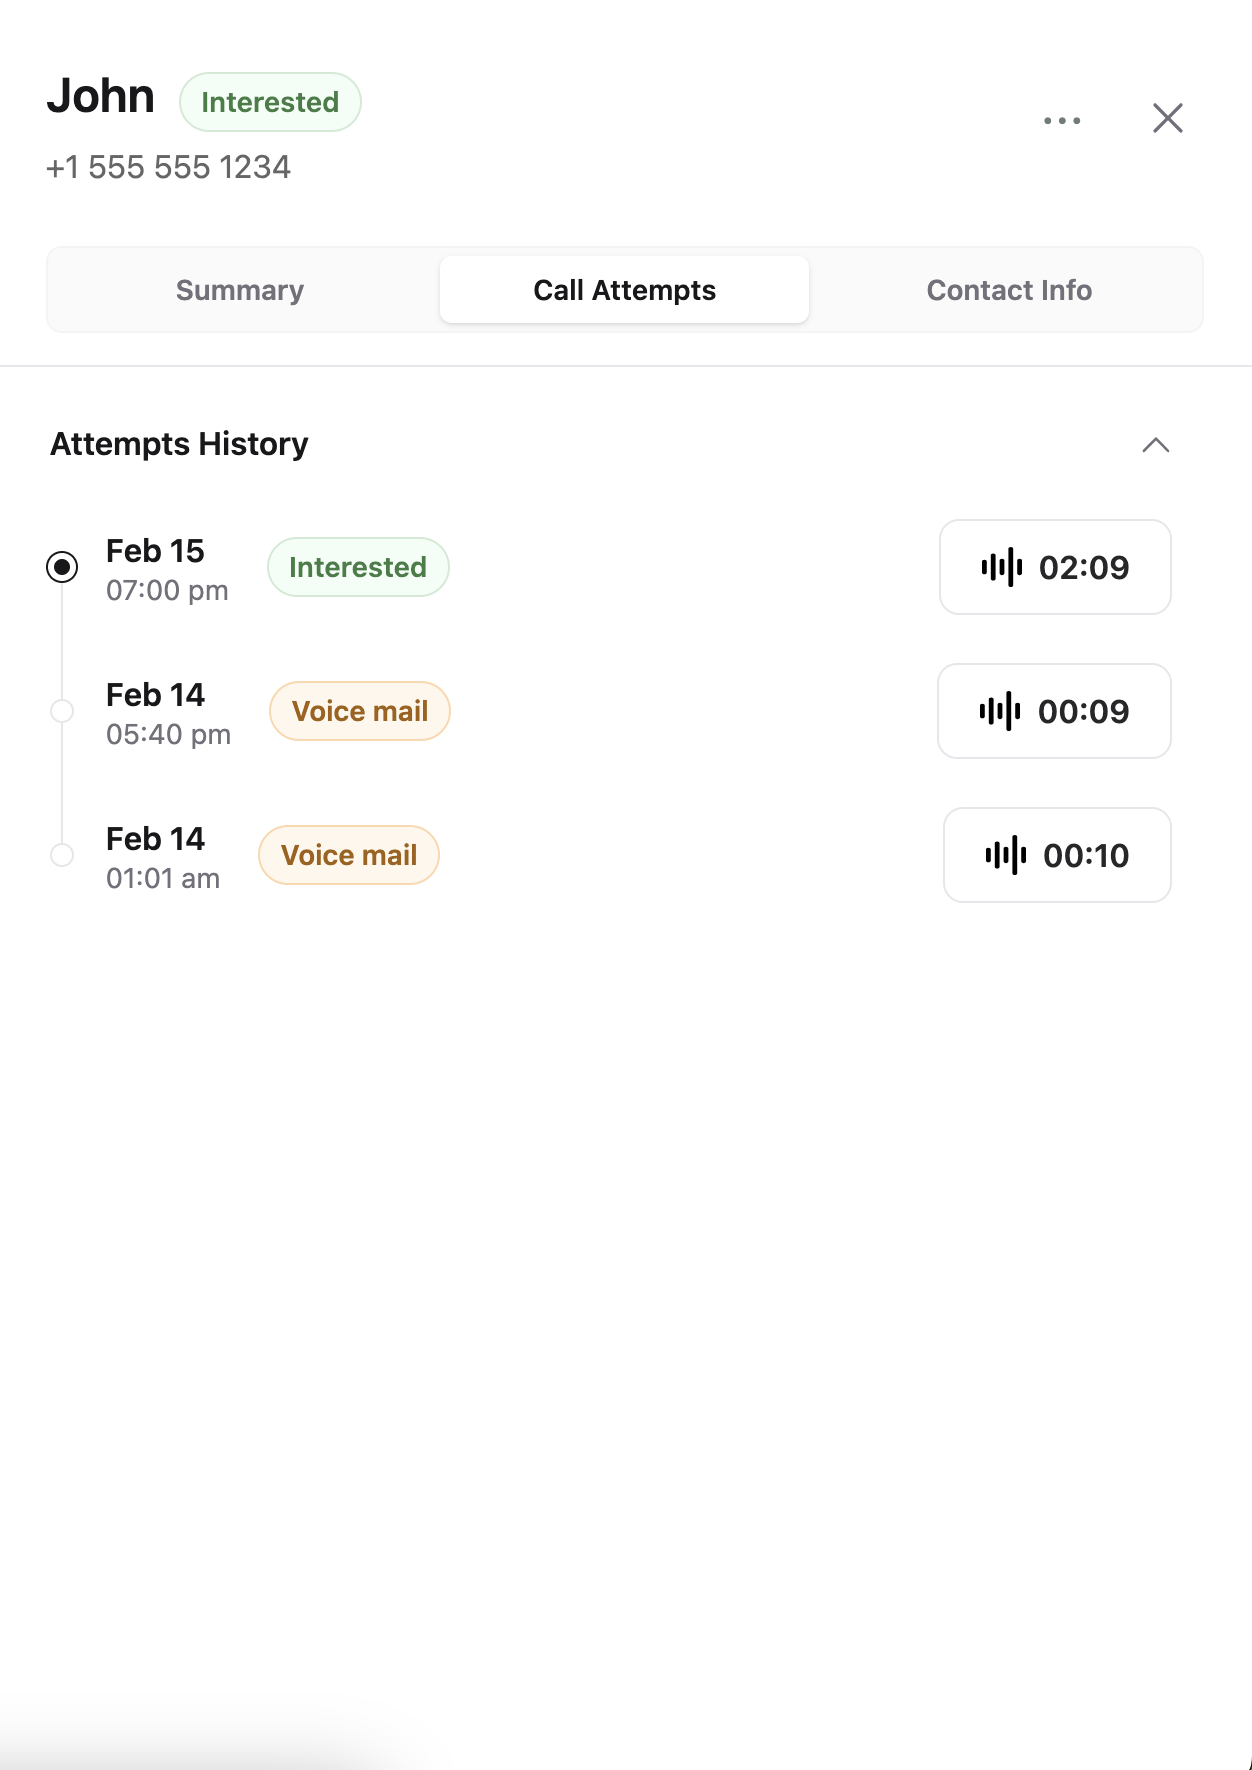 John
Interested
+1 555 555 1234
Summary
Call Attempts
Contact Info
Attempts History
Feb 15
07:00 pm
Interested
02:09
Feb 14
05:40 pm
Voice mail
00:09
Feb 14
01:01 am
Voice mail
00:10